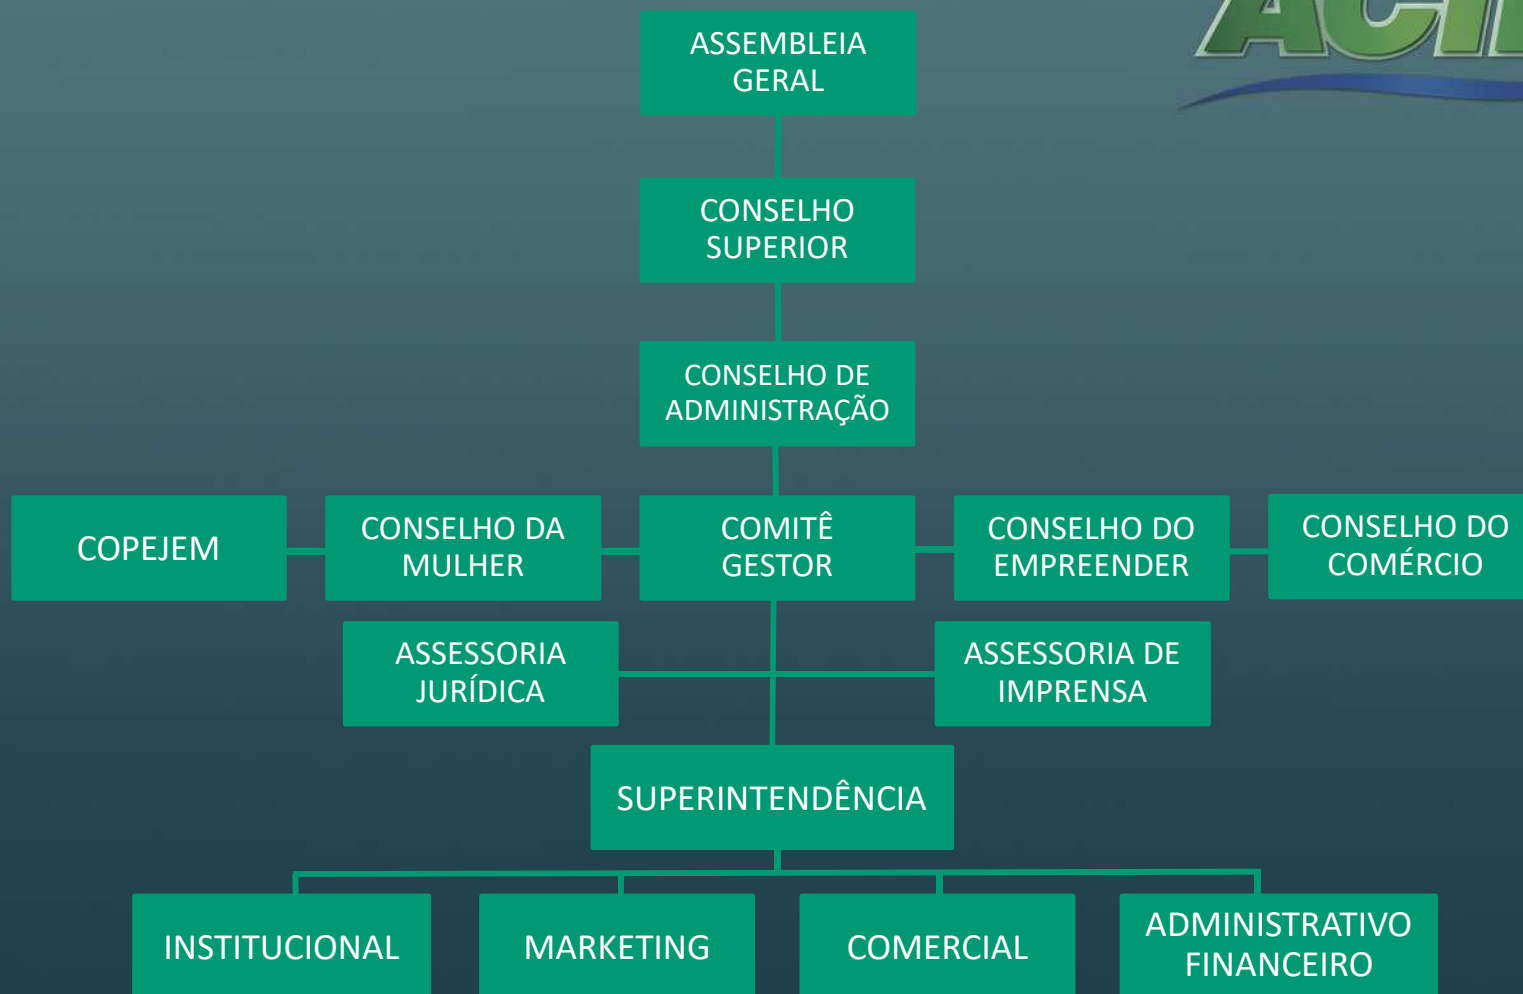 ASSEMBLEIA
GERAL
CONSELHO
SUPERIOR
CONSELHO DE
ADMINISTRAÇÃO
COPEJEM
CONSELHO DA
MULHER
COMITÊ
GESTOR
CONSELHO DO
EMPREENDER
CONSELHO DO
COMÉRCIO
ASSESSORIA
JURÍDICA
ASSESSORIA DE
IMPRENSA
SUPERINTENDÊNCIA
INSTITUCIONAL
MARKETING
COMERCIAL
ADMINISTRATIVO
FINANCEIRO